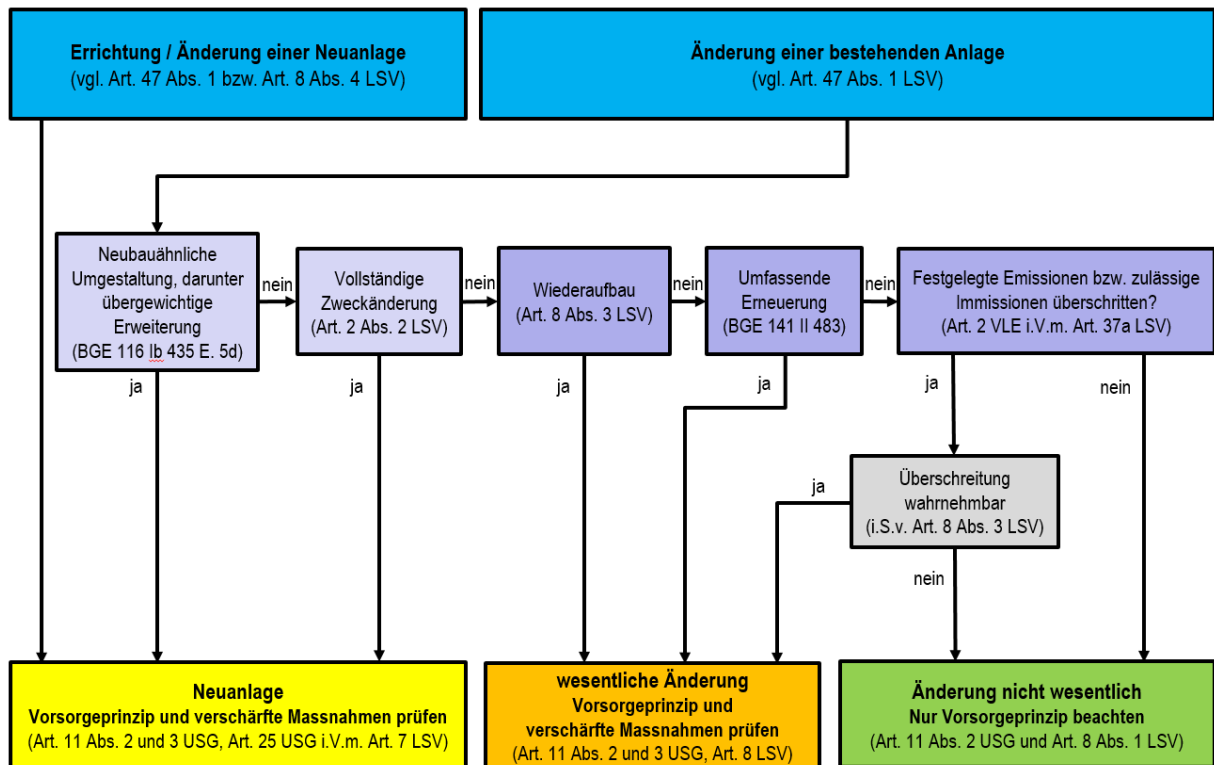 Errichtung / Änderung einer Neuanlage
(vgl. Art. 47 Abs. 1 bzw. Art. 8 Abs. 4 LSV)
Änderung einer bestehenden Anlage
(vgl. Art. 47 Abs. 1 LSV)
Neubauähnliche
Umgestaltung, darunter
übergewichtige
Erweiterung
(BGE 116 Ib 435 E. 5d)
nein
Vollständige
Zweckänderung
(Art. 2 Abs. 2 LSV)
nein
Wiederaufbau
(Art. 8 Abs. 3 LSV)
nein
Umfassende
Erneuerung
(BGE 141 II 483)
nein
Festgelegte Emissionen bzw. zulässige
Immissionen überschritten?
(Art. 2 VLE i.V.m. Art. 37a LSV)
ja
ja
ja
ja
ja
nein
Überschreitung
wahrnehmbar
(i.S.v. Art. 8 Abs. 3 LSV)
ja
nein
Neuanlage
Vorsorgeprinzip und verschärfte Massnahmen prüfen
(Art. 11 Abs. 2 und 3 USG, Art. 25 USG i.V.m. Art. 7 LSV)
wesentliche Änderung
Vorsorgeprinzip und
verschärfte Massnahmen prüfen
(Art. 11 Abs. 2 und 3 USG, Art. 8 LSV)
Änderung nicht wesentlich
Nur Vorsorgeprinzip beachten
(Art. 11 Abs. 2 USG und Art. 8 Abs. 1 LSV)